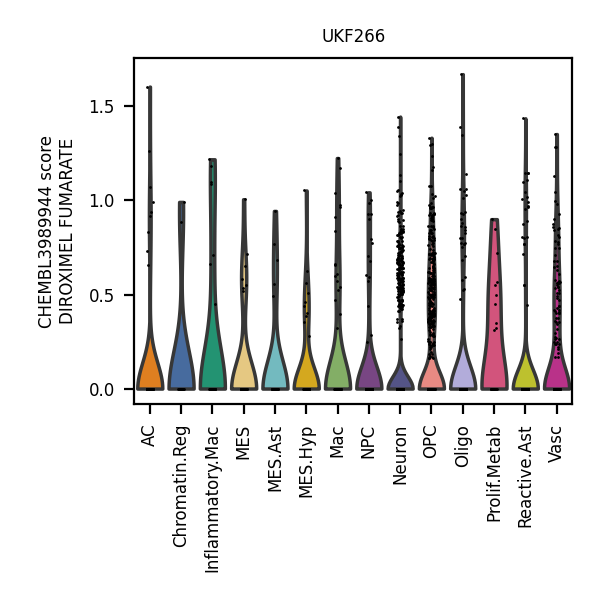 UKF266
CHEMBL3989944 score
DIROXIMEL FUMARATE
1.5
1.0
0.5
0.0
AC
Chromatin.Reg
Inflammatory.Mac
MES
MES.Ast
MES.Hyp
Mac
NPC
Neuron
OPC
Oligo
Prolif.Metab
Reactive.Ast
Vasc